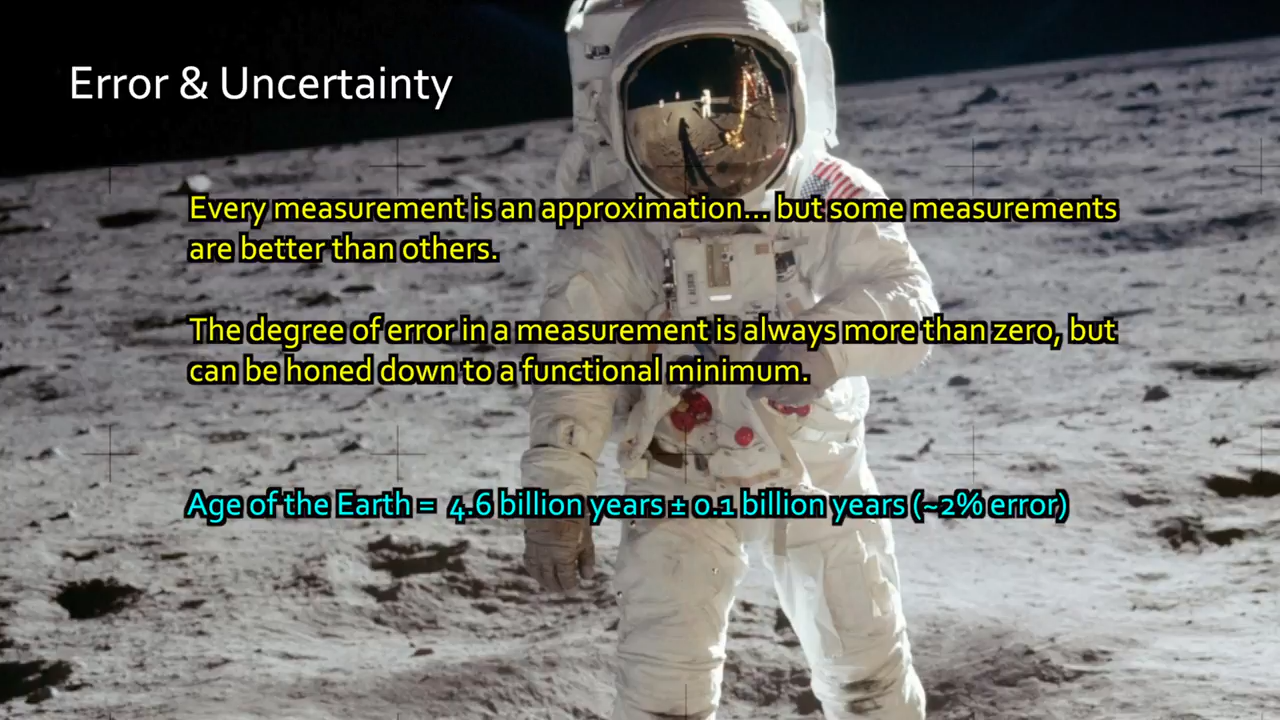 Error & Uncertainty
Every measurement is an approximation... but some measurements
are better than others.
The degree of error in a measurement is always more than zero, but
can be honed down to a functional minimum.
Age of the Earth = 4.6 billion years ± 0.1 billion years (~2% error)